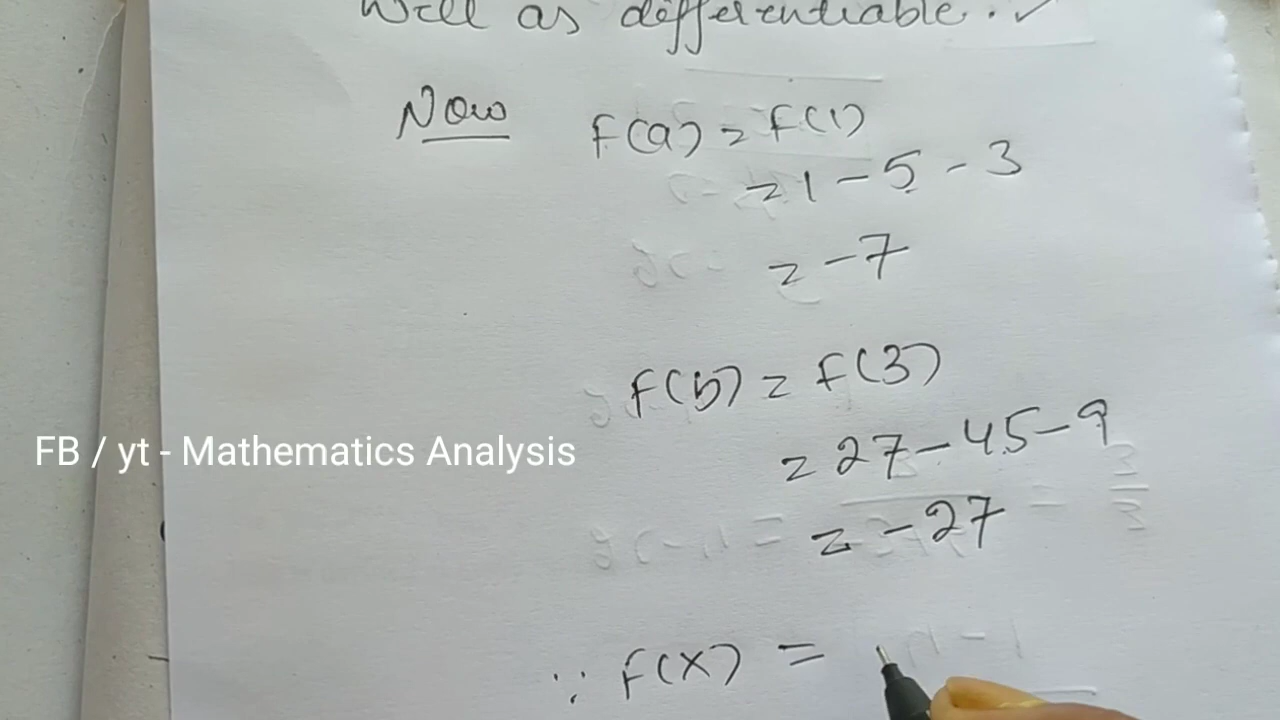 Well as differentiable.
Now f(a) = f(1)
= 1 - 5 - 3
= -7
f(b) = f(3)
= 27 - 45 - 9
= -27
FB / yt - Mathematics Analysis
∵ f(x) =